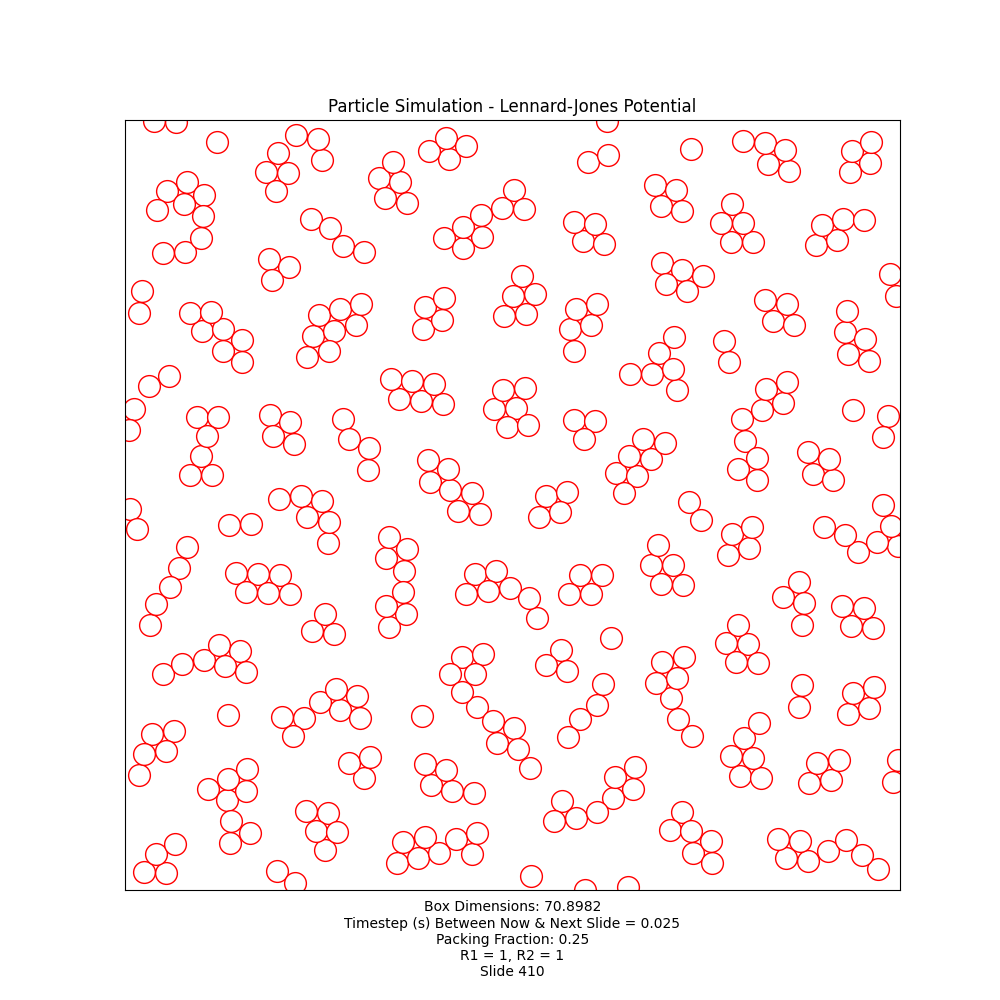 Particle Simulation - Lennard-Jones Potential
Box Dimensions: 70.8982
Timestep (s) Between Now & Next Slide = 0.025
Packing Fraction: 0.25
R1 = 1, R2 = 1
Slide 410